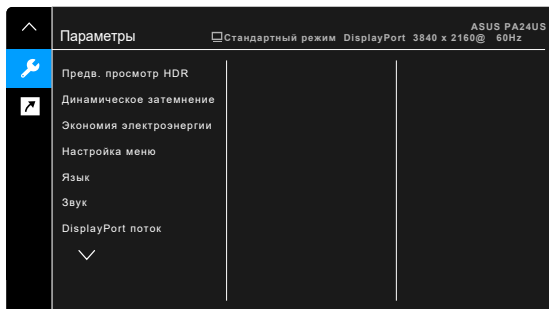 ASUS PA24US
Параметры Стандартный режим DisplayPort 3840 x 2160@ 60Hz
Предв. просмотр HDR
Динамическое затемнение
Экономия электроэнергии
Настройка меню
Язык
Звук
DisplayPort поток